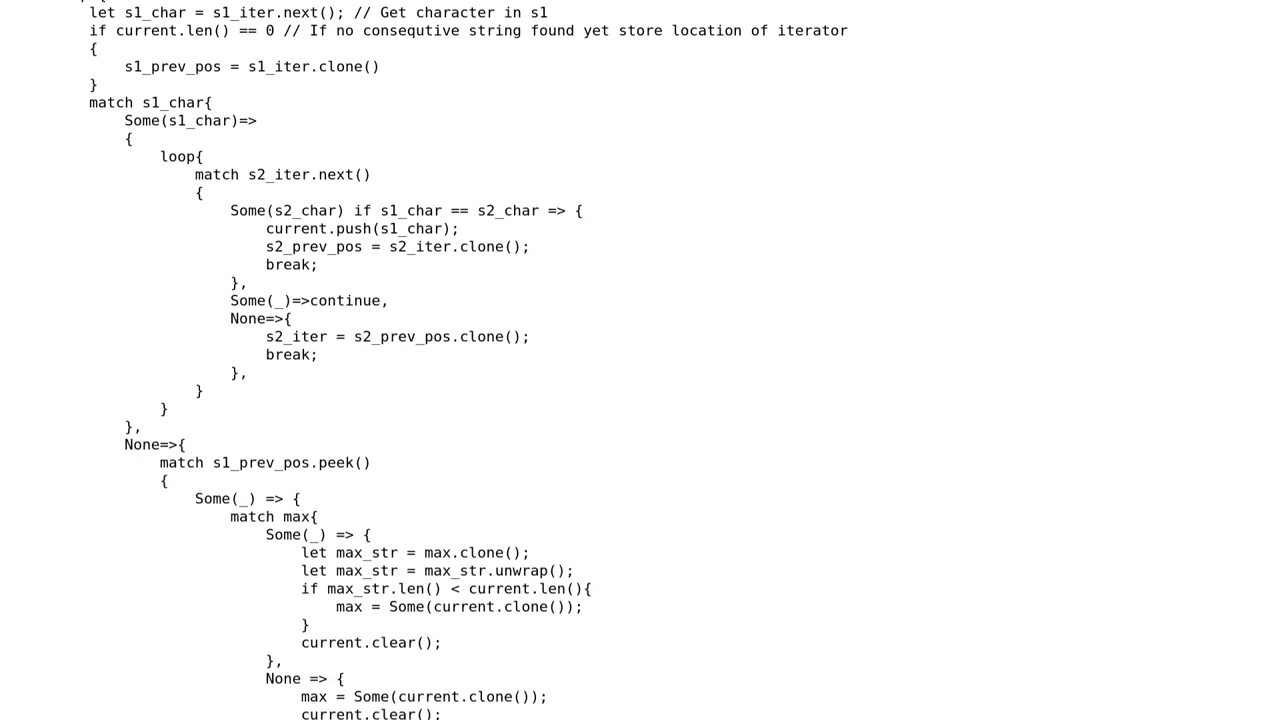 let s1_char = s1_iter.next(); // Get character in s1
if current.len() == 0 // If no consequtive string found yet store location of iterator
{
s1_prev_pos = s1_iter.clone()
}
match s1_char{
Some(s1_char)=>
{
loop{
match s2_iter.next()
{
Some(s2_char) if s1_char == s2_char => {
current.push(s1_char);
s2_prev_pos = s2_iter.clone();
break;
},
Some(_)=>continue,
None=>{
s2_iter = s2_prev_pos.clone();
break;
},
}
}
},
None=>{
match s1_prev_pos.peek()
{
Some(_) => {
match max{
Some(_) => {
let max_str = max.clone();
let max_str = max_str.unwrap();
if max_str.len() < current.len(){
max = Some(current.clone());
}
current.clear();
},
None => {
max = Some(current.clone());
current.clear();